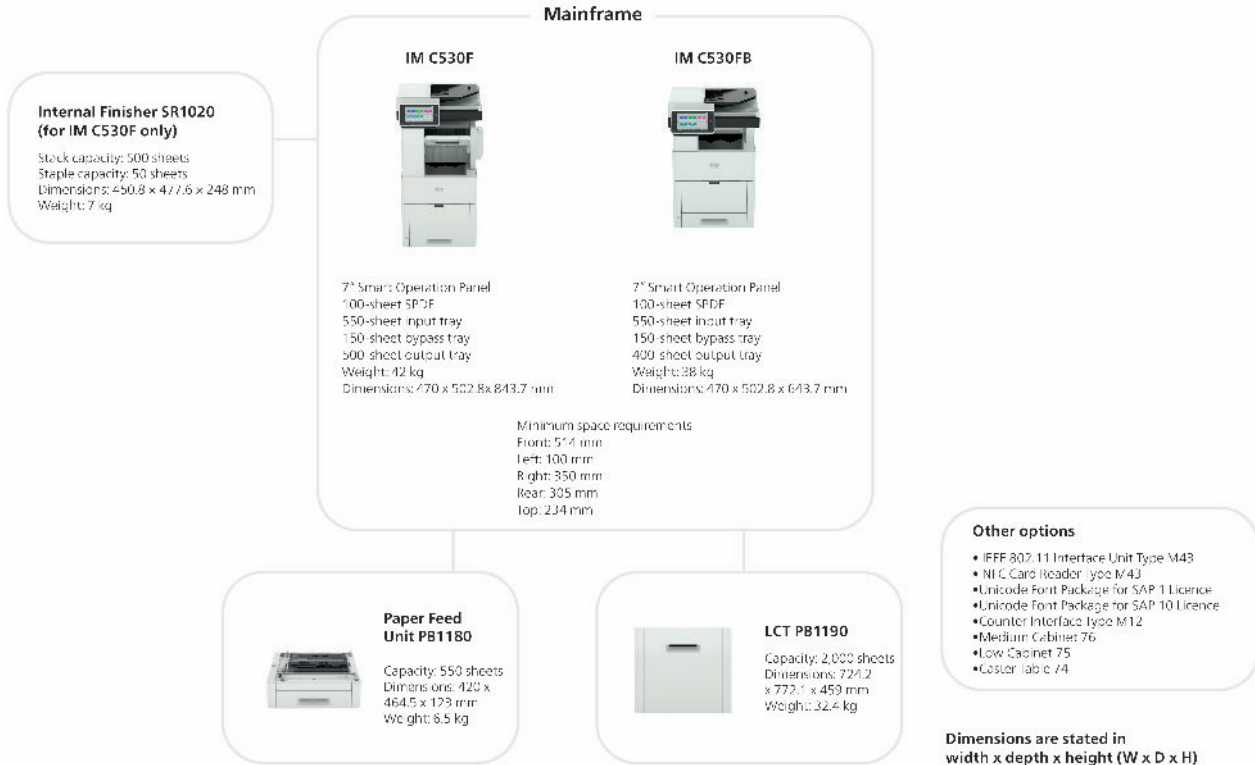 Mainframe
IM C530F
IM C530FB
Internal Finisher SR1020
(for IM C530F only)
Stack capacity: 500 sheets
Staple capacity: 50 sheets
Dimensions: 450.8 x 477.6 x 248 mm
Weight: 7 kg
7" Smart Operation Panel
100-sheet SPDF
550-sheet input tray
150-sheet bypass tray
500-sheet output tray
Weight: 42 kg
Dimensions: 470 x 502.8x 843.7 mm
7" Smart Operation Panel
100-sheet SPDF
550-sheet input tray
150-sheet bypass tray
400-sheet output tray
Weight: 38 kg
Dimensions: 470 x 502.8 x 643.7 mm
Minimum space requirements
Front: 514 mm
Left: 100 mm
Right: 350 mm
Rear: 305 mm
Top: 234 mm
Paper Feed
Unit PB1180
Capacity: 550 sheets
Dimensions: 420 x
464.5 x 123 mm
Weight: 6.5 kg
LCT PB1190
Capacity: 2,000 sheets
Dimensions: 724.2
x 772.1 x 459 mm
Weight: 32.4 kg
Other options
• IEEE 802.11 Interface Unit Type M43
• NFC Card Reader Type M43
•Unicode Font Package for SAP 1 Licence
•Unicode Font Package for SAP 10 Licence
•Counter Interface Type M12
•Medium Cabinet 76
•Low Cabinet 75
•Caster Table 74
Dimensions are stated in
width x depth x height (W x D x H)